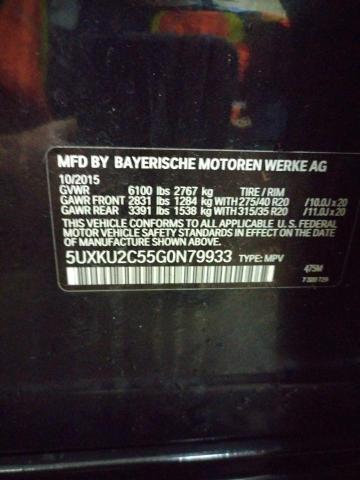 MFD BY BAYERISCHE MOTOREN WERKE AG
10/2015
GVWR 6100 lbs 2767 kg TIRE / RIM
GAWR FRONT 2831 lbs 1284 kg WITH 275/40 R20 /10.0J x 20
GAWR REAR 3391 lbs 1538 kg WITH 315/35 R20 /11.0J x 20
THIS VEHICLE CONFORMS TO ALL APPLICABLE U.S. FEDERAL
MOTOR VEHICLE SAFETY STANDARDS IN EFFECT
ON THE DATE OF MANUFACTURE SHOWN ABOVE.
5UXKU2C55G0N79933 TYPE: MPV
475M